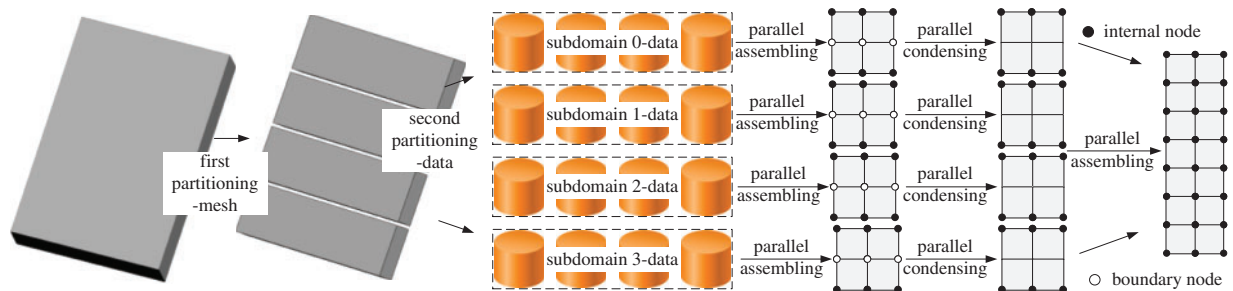 first
partitioning
-mesh
second
partitioning
-data
subdomain 0-data
parallel
assembling
parallel
condensing
internal node
subdomain 1-data
parallel
assembling
parallel
condensing
subdomain 2-data
parallel
assembling
parallel
condensing
subdomain 3-data
parallel
assembling
parallel
condensing
parallel
assembling
boundary node